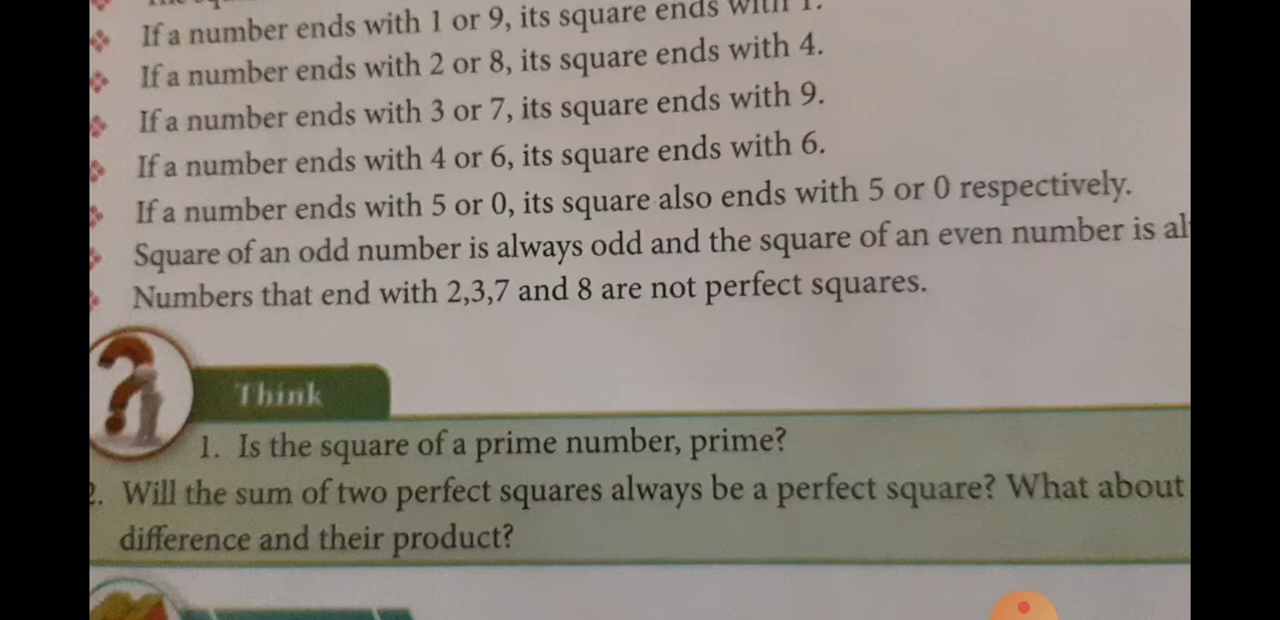 If a number ends with 1 or 9, its square ends with 1.
If a number ends with 2 or 8, its square ends with 4.
If a number ends with 3 or 7, its square ends with 9.
If a number ends with 4 or 6, its square ends with 6.
If a number ends with 5 or 0, its square also ends with 5 or 0 respectively.
Square of an odd number is always odd and the square of an even number is al
Numbers that end with 2,3,7 and 8 are not perfect squares.
Think
1. Is the square of a prime number, prime?
2. Will the sum of two perfect squares always be a perfect square? What about
difference and their product?